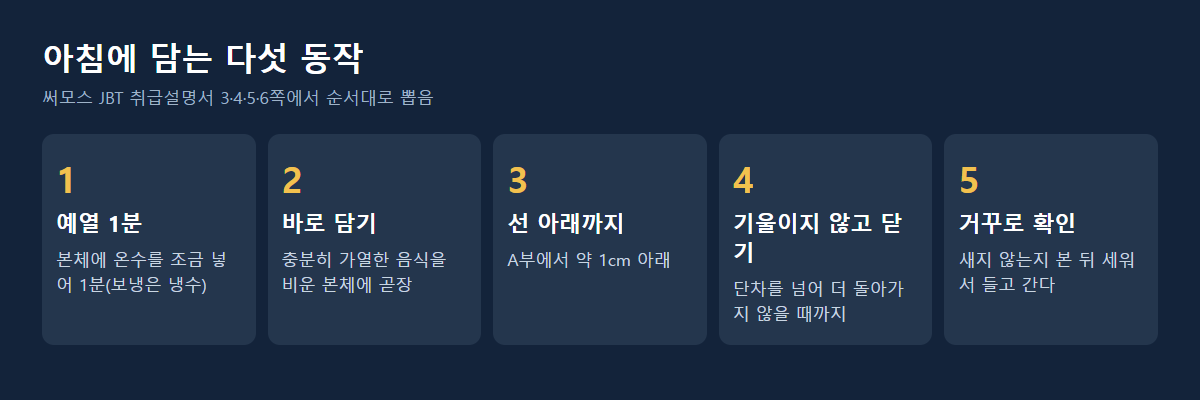 아침에 담는 다섯 동작
써모스 JBT 취급설명서 3·4·5·6쪽에서 순서대로 뽑음
1
예열 1분
본체에 온수를 조금 넣
어 1분(보냉은 냉수)
2
바로 담기
충분히 가열한 음식을
비운 본체에 곧장
3
선 아래까지
A부에서 약 1cm 아래
4
기울이지 않고 닫
기
단차를 넘어 더 돌아가
지 않을 때까지
5
거꾸로 확인
새지 않는지 본 뒤 세워
서 들고 간다